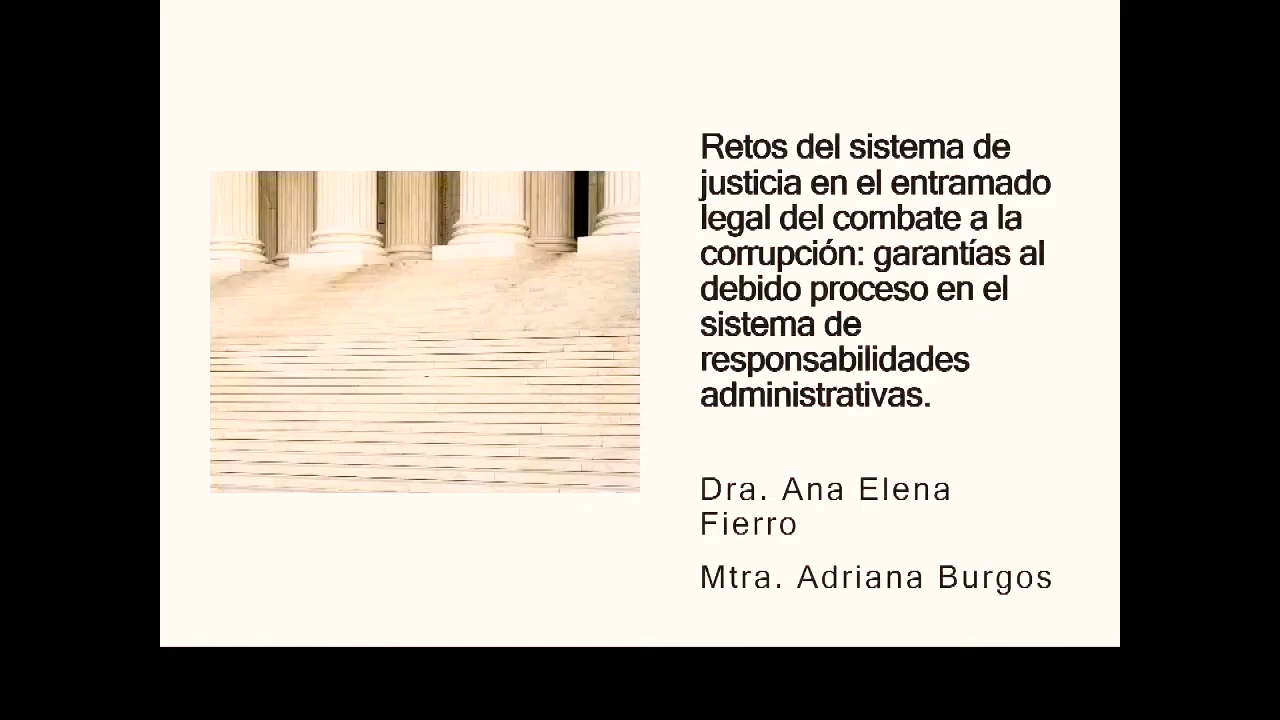 Retos del sistema de
justicia en el entramado
legal del combate a la
corrupción: garantías al
debido proceso en el
sistema de
responsabilidades
administrativas.
Dra. Ana Elena
Fierro
Mtra. Adriana Burgos